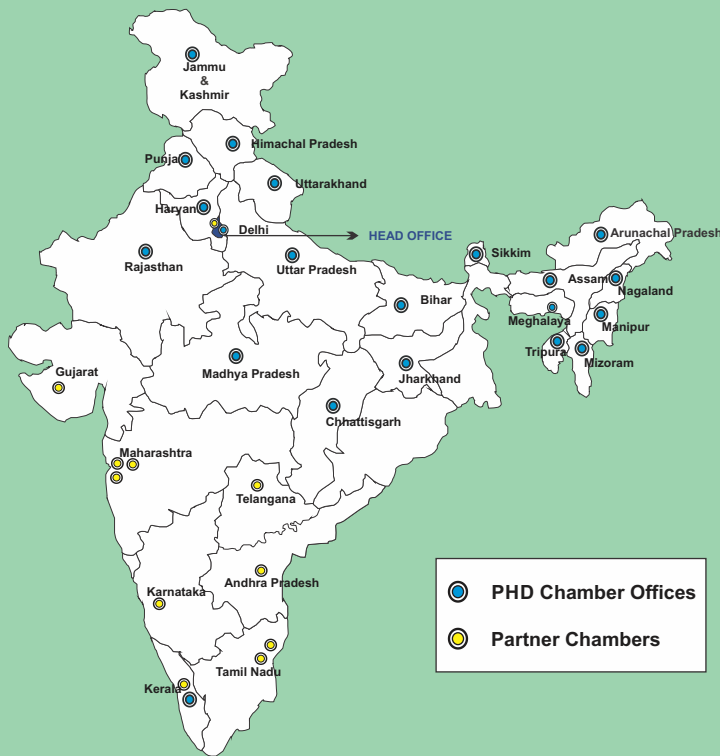 Jammu
&
Kashmir
Himachal Pradesh
Punjab
Uttarakhand
Haryan
Delhi
HEAD OFFICE
Rajasthan
Uttar Pradesh
Sikkim
Arunachal Pradesh
Assam
Nagaland
Bihar
Meghalaya
Manipur
Tripura
Mizoram
Gujarat
Madhya Pradesh
Jharkhand
Chhattisgarh
Maharashtra
Telangana
Andhra Pradesh
Karnataka
Tamil Nadu
Kerala
PHD Chamber Offices
Partner Chambers